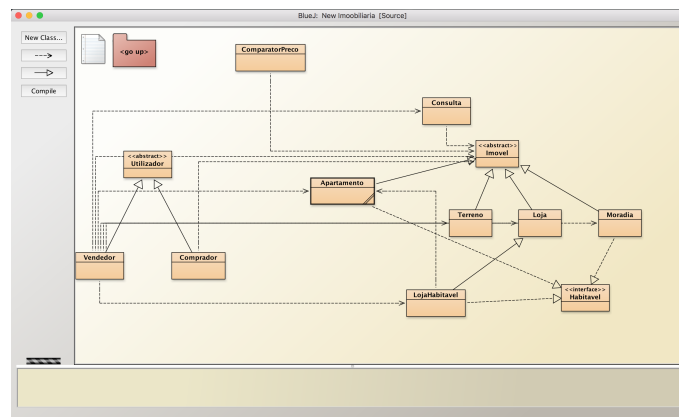 BlueJ: New Imoobiliaria [Source]
New Class...
Compile
<go up>
ComparatorPreco
Consulta
<<abstract>>
Utilizador
<<abstract>>
Imovel
Apartamento
Terreno
Loja
Moradia
Vendedor
Comprador
LojaHabitavel
<<interface>>
Habitavel